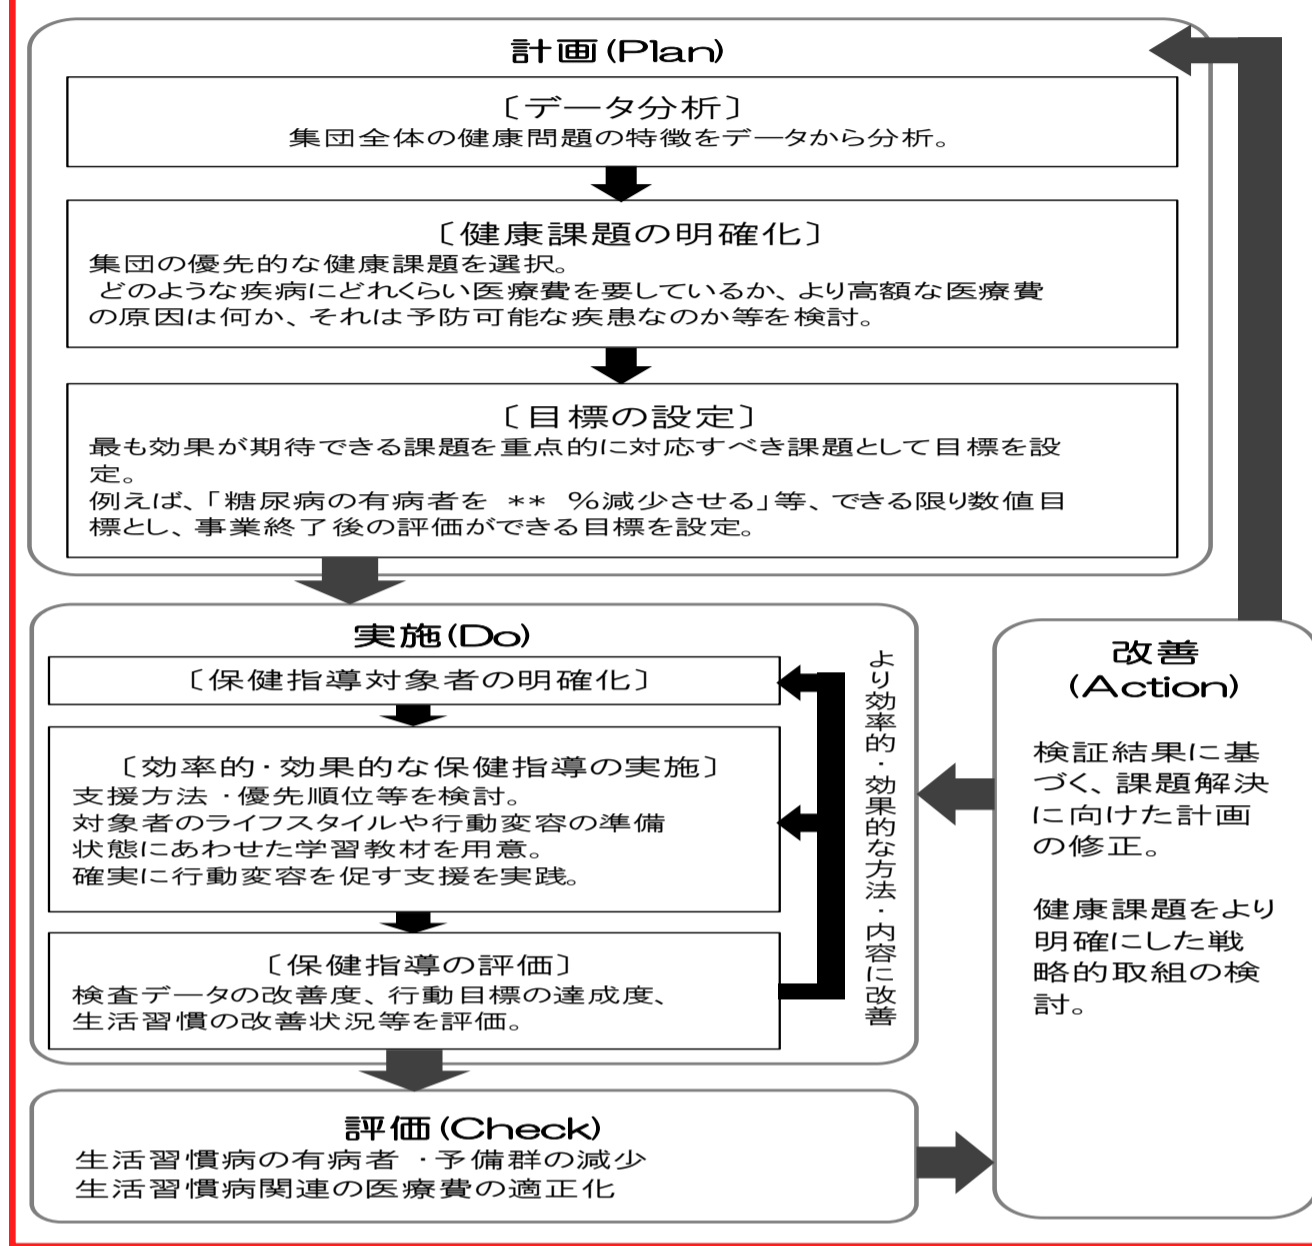 計画(Plan)
〔データ分析〕
集団全体の健康問題の特徴をデータから分析。
〔健康課題の明確化〕
集団の優先的な健康課題を選択。
どのような疾病にどれくらい医療費を要しているか、より高額な医療費
の原因は何か、それは予防可能な疾患なのか等を検討。
〔目標の設定〕
最も効果が期待できる課題を重点的に対応すべき課題として目標を設
定。
例えば、「糖尿病の有病者を ** %減少させる」等、できる限り数値目
標とし、事業終了後の評価ができる目標を設定。
実施(Do)
〔保健指導対象者の明確化〕
〔効率的・効果的な保健指導の実施〕
支援方法・優先順位等を検討。
対象者のライフスタイルや行動変容の準備
状態にあわせた学習教材を用意。
確実に行動変容を促す支援を実践。
〔保健指導の評価〕
検査データの改善度、行動目標の達成度、
生活習慣の改善状況等を評価。
より効率的・効果的な方法・内容に改善
評価(Check)
生活習慣病の有病者・予備群の減少
生活習慣病関連の医療費の適正化
改善
(Action)
検証結果に基
づく、課題解決
に向けた計画
の修正。
健康課題をより
明確にした戦
略的取組の検
討。